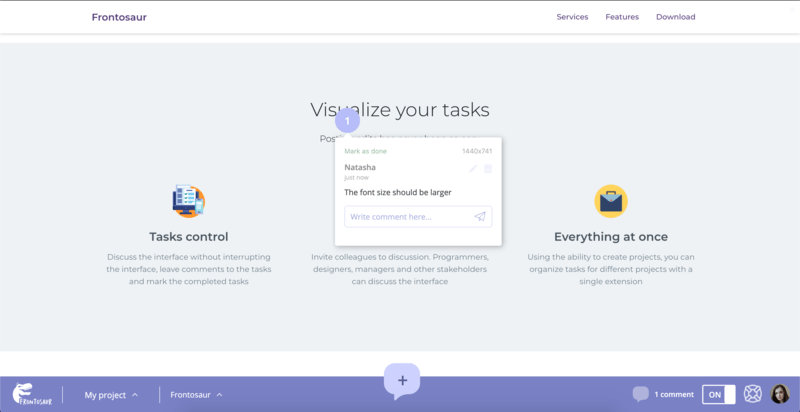 Frontosaur
Services
Features
Download
Visualize your tasks
1
Mark as done
1440x741
Natasha
just now
The font size should be larger
Write comment here...
Tasks control
Everything at once
Discuss the interface without interrupting
the interface, leave comments to the tasks
and mark the completed tasks
Invite colleagues to discussion. Programmers,
designers, managers and other stakeholders
can discuss the interface
Using the ability to create projects, you can
organize tasks for different projects with a
single extension
+
FRONTOSAUR
My project
Frontosaur
1 comment
ON